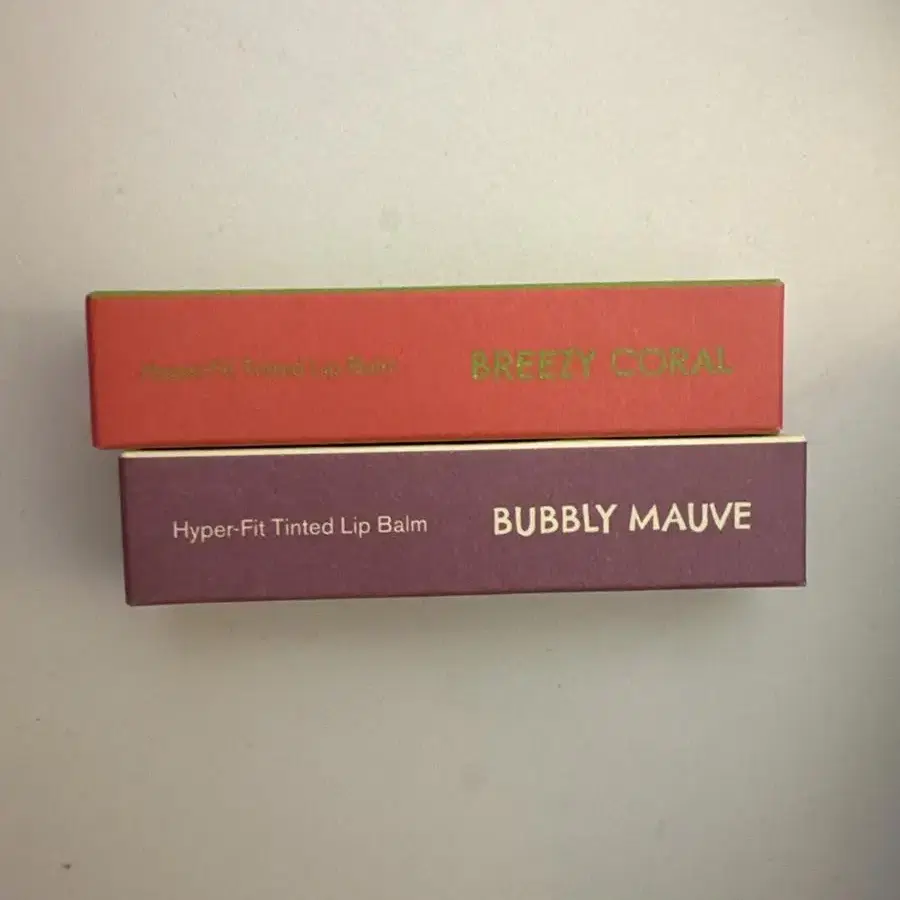 Hyper-Fit Tinted Lip Balm BREEZY CORAL
Hyper-Fit Tinted Lip Balm BUBBLY MAUVE